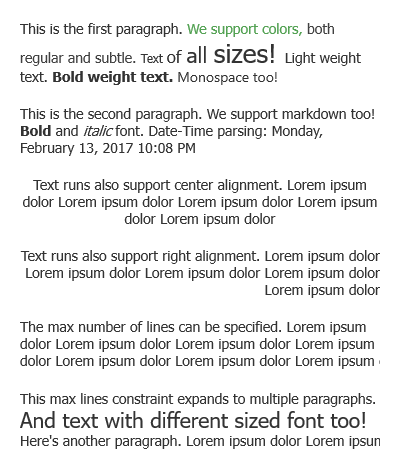 This is the first paragraph. We support colors, both
regular and subtle. Text of all sizes! Light weight
text. Bold weight text. Monospace too!
This is the second paragraph. We support markdown too!
Bold and italic font. Date-Time parsing: Monday,
February 13, 2017 10:08 PM
Text runs also support center alignment. Lorem ipsum
dolor Lorem ipsum dolor Lorem ipsum dolor Lorem ipsum
dolor Lorem ipsum dolor
Text runs also support right alignment. Lorem ipsum dolor
Lorem ipsum dolor Lorem ipsum dolor Lorem ipsum dolor
Lorem ipsum dolor
The max number of lines can be specified. Lorem ipsum
dolor Lorem ipsum dolor Lorem ipsum dolor Lorem ipsum
dolor Lorem ipsum dolor Lorem ipsum dolor Lorem ipsum
This max lines constraint expands to multiple paragraphs.
And text with different sized font too!
Here's another paragraph. Lorem ipsum dolor Lorem ipsum